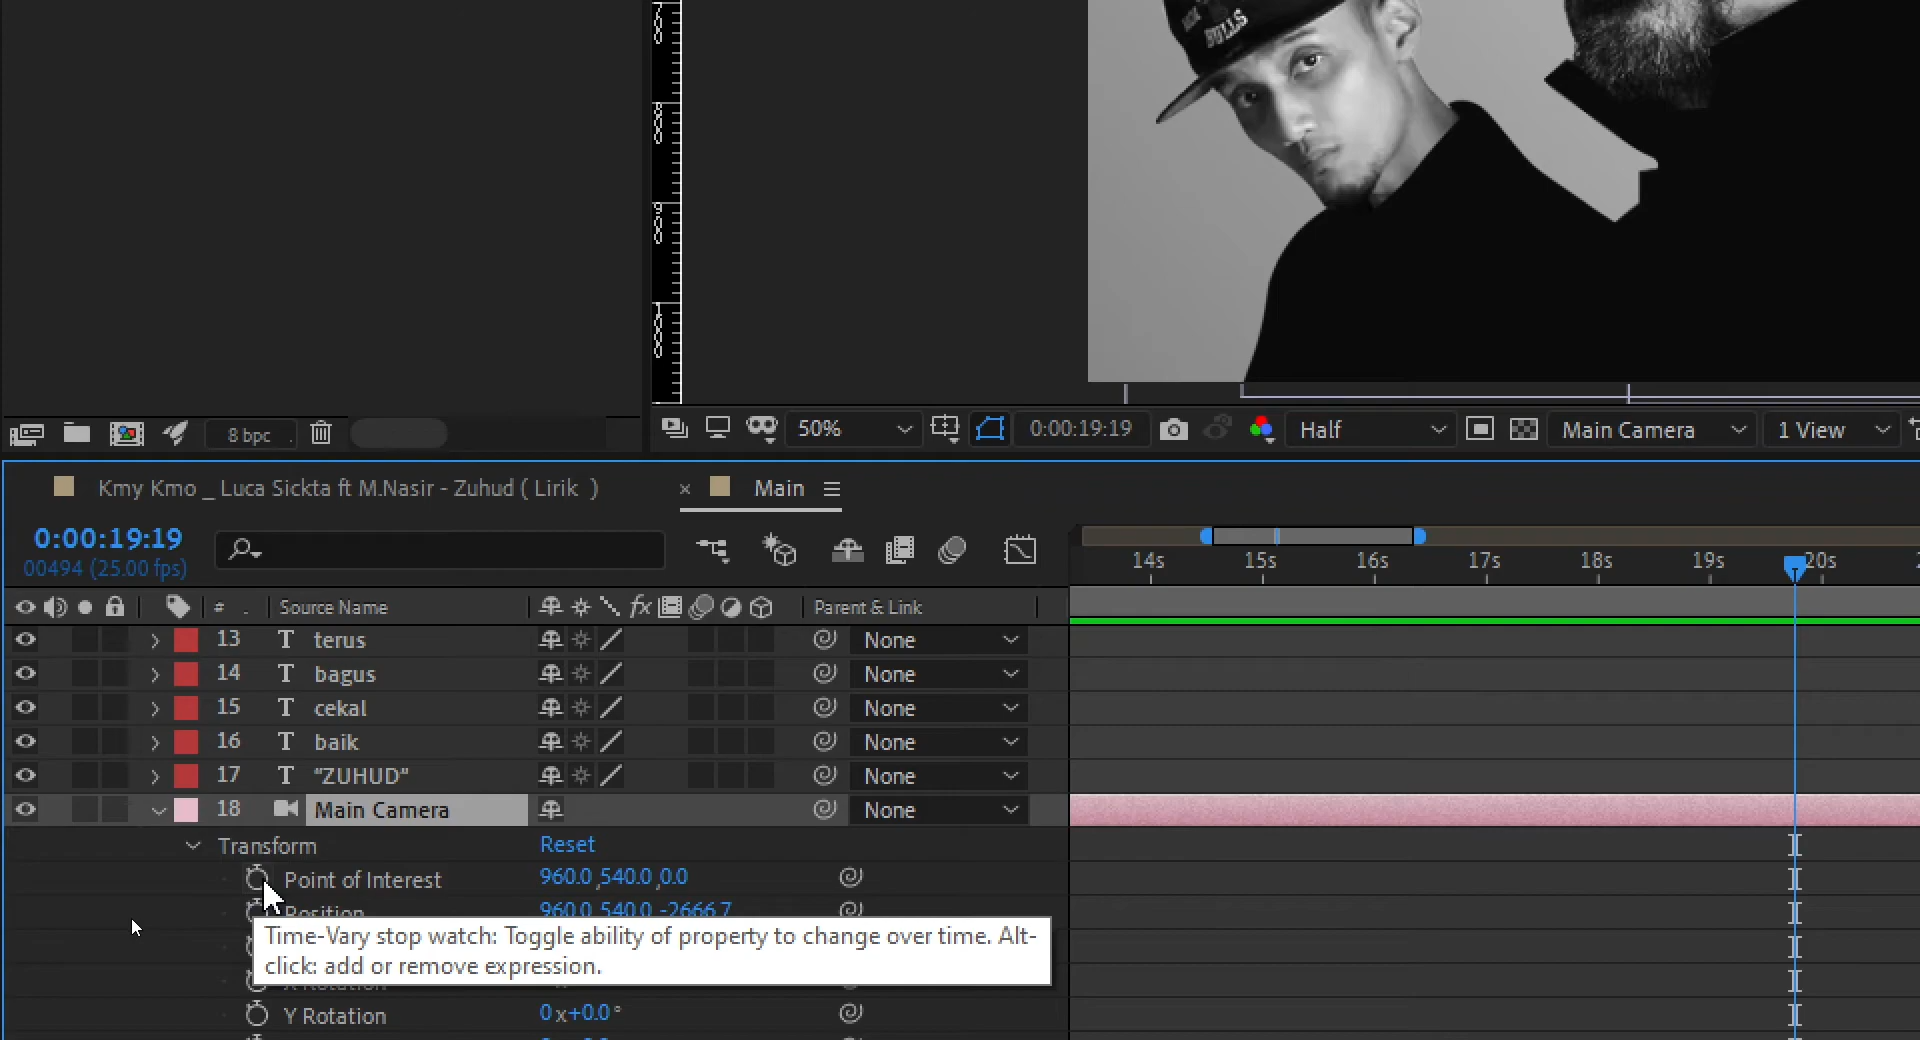 BULLS
8 bpc
50%
0:00:19:19
Half
Main Camera
1 View
Kmy Kmo _ Luca Sickta ft M.Nasir - Zuhud ( Lirik )
× Main
0:00:19:19
00494 (25.00 fps)
14s 15s 16s 17s 18s 19s 20s
# . Source Name fx Parent & Link
13 T terus None
14 T bagus None
15 T cekal None
16 T baik None
17 T "ZUHUD" None
18 Main Camera None
Transform Reset
Point of Interest 960.0 ,540.0 ,0.0
Position 960.0 ,540.0 ,-2666.7
Time-Vary stop watch: Toggle ability of property to change over time. Alt-
click: add or remove expression.
X Rotation
Y Rotation 0 x+0.0 °